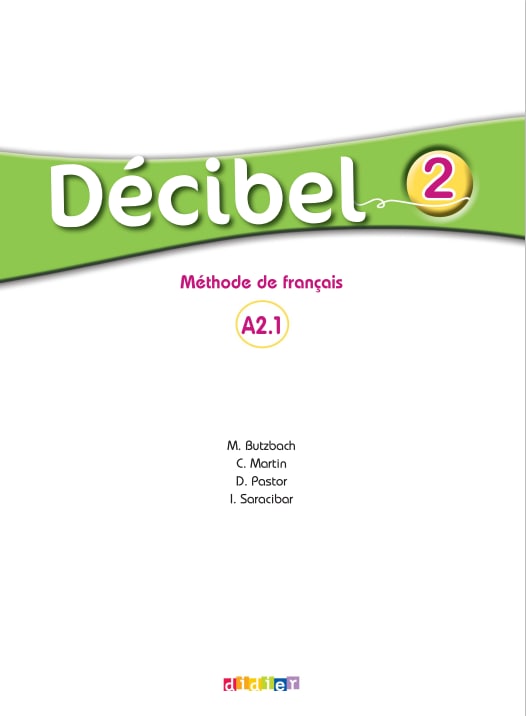 Décibel 2
Méthode de français
A2.1
M. Butzbach
C. Martin
D. Pastor
I. Saracibar
didier